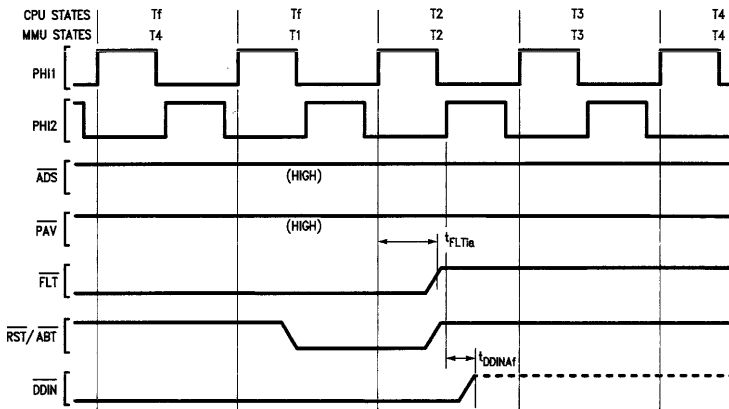 CPU STATES Tf Tf T2 T3 T4
MMU STATES T4 T1 T2 T3 T4
PHI1
PHI2
ADS
(HIGH)
PAV
(HIGH)
tFLTia
FLT
RST/ABT
tDDINAf
DDIN